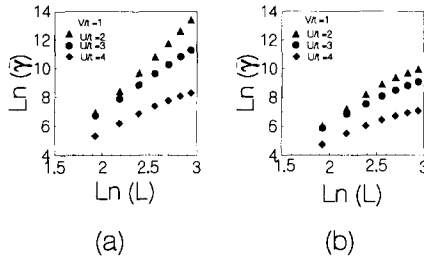 14
12
10
8
6
4
Ln (γ)
V/t =1
▲ U/t =2
● U/t =3
◆ U/t =4
1.5 2 2.5 3
Ln (L)
(a)
14
12
10
8
6
4
Ln (γ)
V/t=1
▲ U/t=2
● U/t=3
◆ U/t=4
1.5 2 2.5 3
Ln (L)
(b)